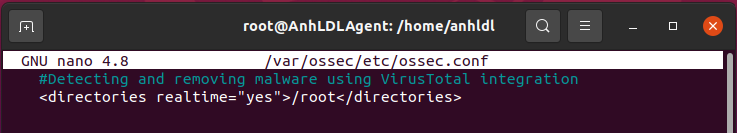 root@AnhLDLAgent: /home/anhldl
GNU nano 4.8 /var/ossec/etc/ossec.conf
#Detecting and removing malware using VirusTotal integration
<directories realtime="yes">/root</directories>